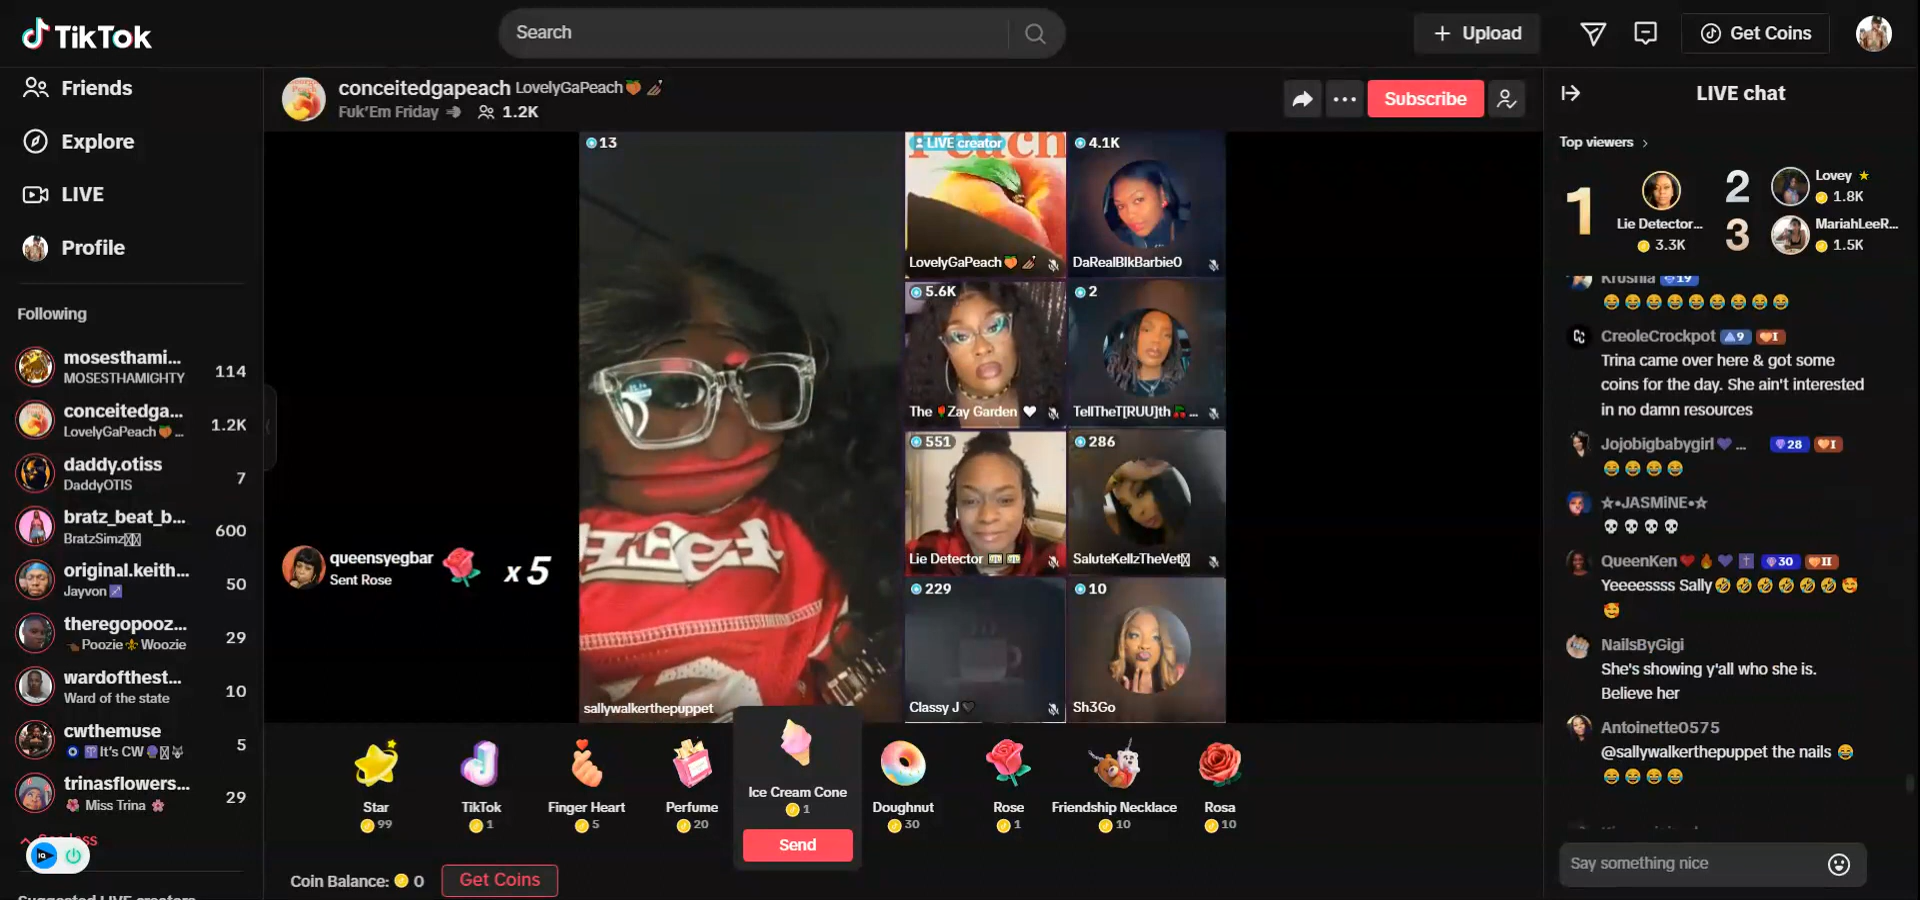 TikTok
Search
Upload
Get Coins
Friends
Explore
LIVE
Profile
Following
mosesthami...
MOSESTHAMIGHTY
114
conceitedga...
LovelyGaPeach🍑...
1.2K
daddy.otiss
DaddyOTIS
7
bratz_beat_b...
BratzSimz
600
original.keith...
Jayvon
50
theregopooz...
Poozie⚜Woozie
29
wardofthest...
Ward of the state
10
cwthemuse
It's CW
5
trinasflowers...
🌸 Miss Trina 🌸
29
conceitedgapeach LovelyGaPeach🍑💅🏾
Fuk'Em Friday 💨 1.2K
Subscribe
13
LIVE creator
Peach
LovelyGaPeach🍑💅🏾
4.1K
DaRealBlkBarbie0
5.6K
The 🌹Zay Garden 🤍
2
TellTheT[RUU]th🍒...
551
Lie Detector 🎫🎫
286
SaluteKellzTheVet
229
Classy J🖤
10
Sh3Go
sallywalkerthepuppet
queensyegbar
Sent Rose
x 5
Star
99
TikTok
1
Finger Heart
5
Perfume
20
Ice Cream Cone
1
Send
Doughnut
30
Rose
1
Friendship Necklace
10
Rosa
10
Coin Balance: 0
Get Coins
LIVE chat
Top viewers >
1
Lie Detector...
3.3K
2
Lovey ⭐
1.8K
3
MariahLeeR...
1.5K
Krushia 19
😂😂😂😂😂😂😂😂😂
CreoleCrockpot 9 I
Trina came over here & got some
coins for the day. She ain't interested
in no damn resources
Jojobigbabygirl💜... 28 I
😂😂😂😂
☆•JASMiNE•☆
💀💀💀💀
QueenKen❤🔥💜✝ 30 II
Yeeeessss Sally🤣🤣🤣🤣🤣🤣🥰
🥰
NailsByGigi
She's showing y'all who she is.
Believe her
Antoinette0575
@sallywalkerthepuppet the nails 😂
😂😂😂😂
Say something nice